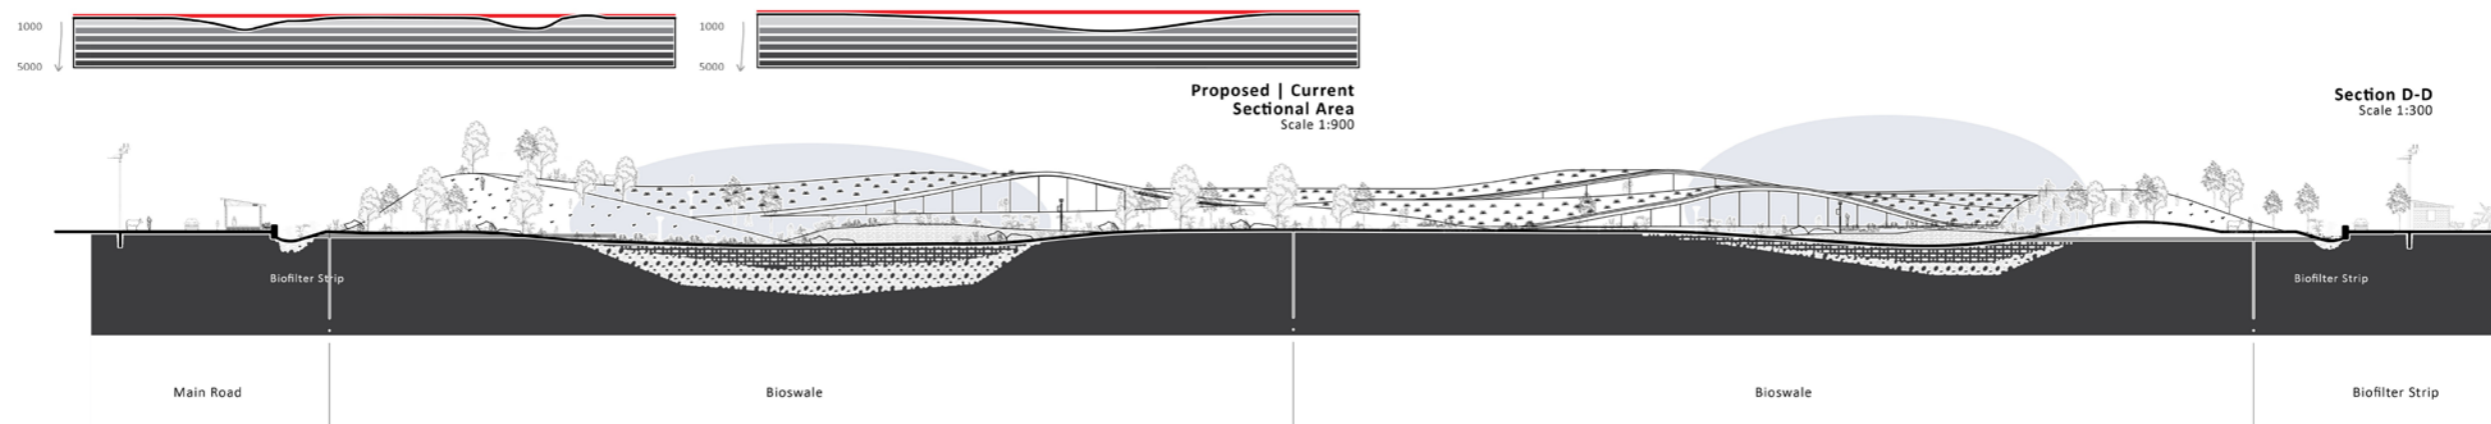 1000
5000
1000
5000
Proposed | Current
Sectional Area
Scale 1:900
Section D-D
Scale 1:300
Biofilter Strip
Biofilter Strip
Main Road
Bioswale
Bioswale
Biofilter Strip